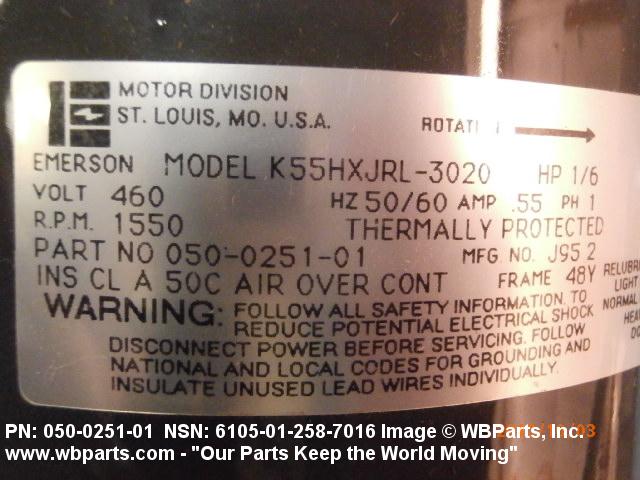 MOTOR DIVISION
ST. LOUIS, MO. U.S.A.
EMERSON MODEL K55HXJRL-3020 HP 1/6
VOLT 460 HZ 50/60 AMP .55 PH 1
R.P.M. 1550 THERMALLY PROTECTED
PART NO 050-0251-01 MFG. NO. J95 2
INS CL A 50C AIR OVER CONT FRAME 48Y
WARNING: FOLLOW ALL SAFETY INFORMATION, TO
REDUCE POTENTIAL ELECTRICAL SHOCK
DISCONNECT POWER BEFORE SERVICING. FOLLOW
NATIONAL AND LOCAL CODES FOR GROUNDING AND
INSULATE UNUSED LEAD WIRES INDIVIDUALLY.
LIGHT
NORMAL
PN: 050-0251-01 NSN: 6105-01-258-7016 Image © WBParts, Inc.
www.wbparts.com - "Our Parts Keep the World Moving"